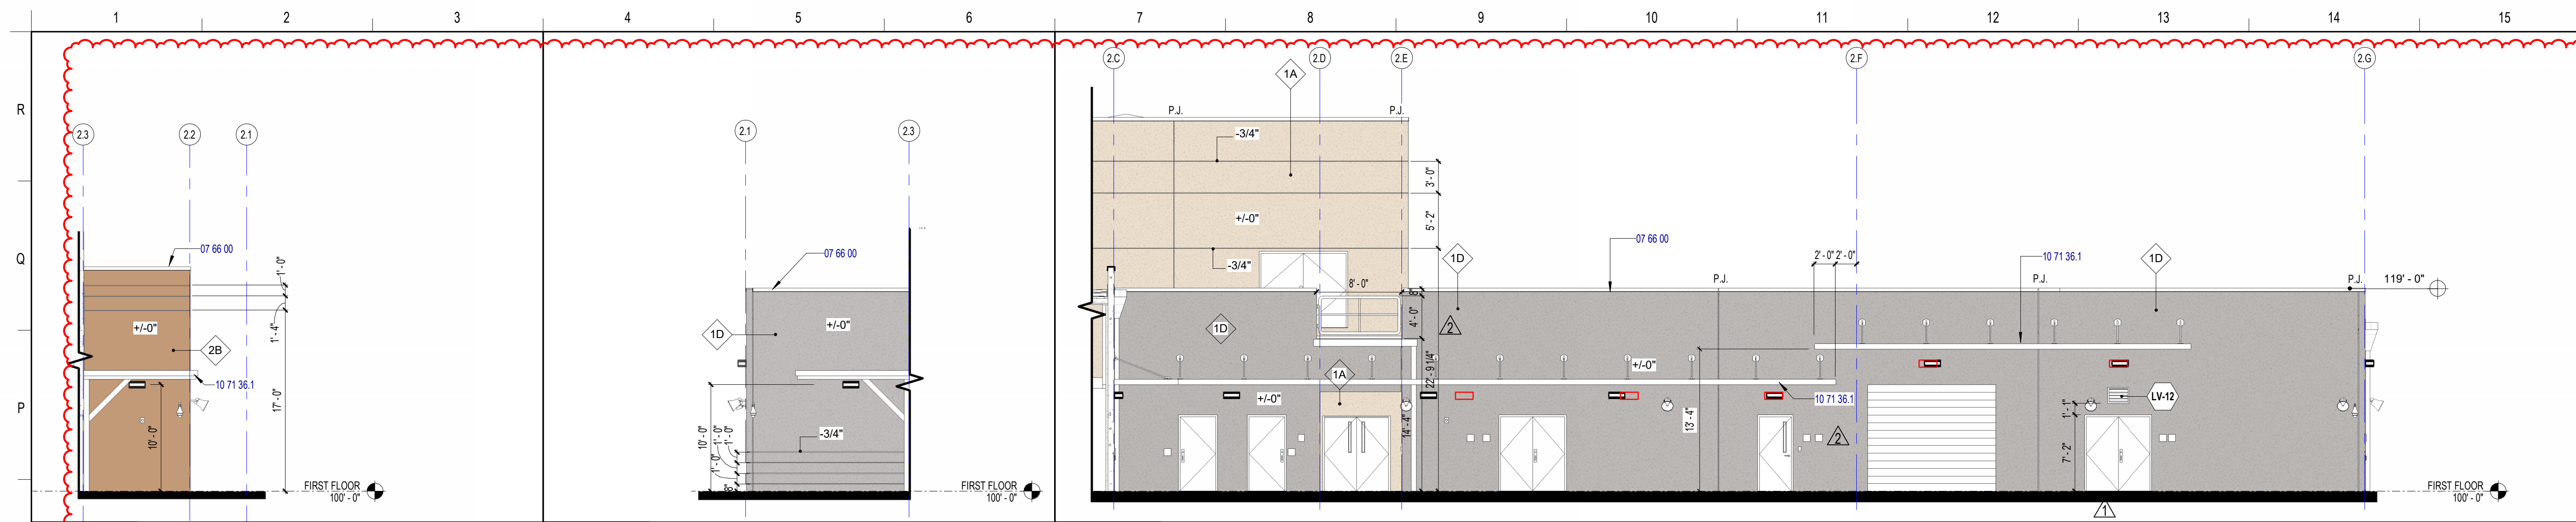 1 2 3 4 5 6 7 8 9 10 11 12 13 14 15
R
Q
P
2.3
2.2
2.1
07 66 00
1' - 0"
1' - 4"
17' - 0"
+/-0"
2B
10 71 36.1
10' - 0"
FIRST FLOOR
100' - 0"
2.1
2.3
07 66 00
1D
+/-0"
-3/4"
10' - 0"
1' - 0"
1' - 0"
1' - 0"
8"
FIRST FLOOR
100' - 0"
2.C
2.D
2.E
2.F
2.G
1A
P.J.
P.J.
-3/4"
3' - 0"
+/-0"
5' - 2"
-3/4"
8' - 0"
8"
4' - 0"
1D
1D
2
07 66 00
P.J.
2' - 0"
2' - 0"
10 71 36.1
P.J.
1D
P.J.
119' - 0"
1A
+/-0"
22' - 9 1/4"
14' - 4"
+/-0"
13' - 4"
10 71 36.1
2
LV-12
1' - 1"
7' - 2"
FIRST FLOOR
100' - 0"
1